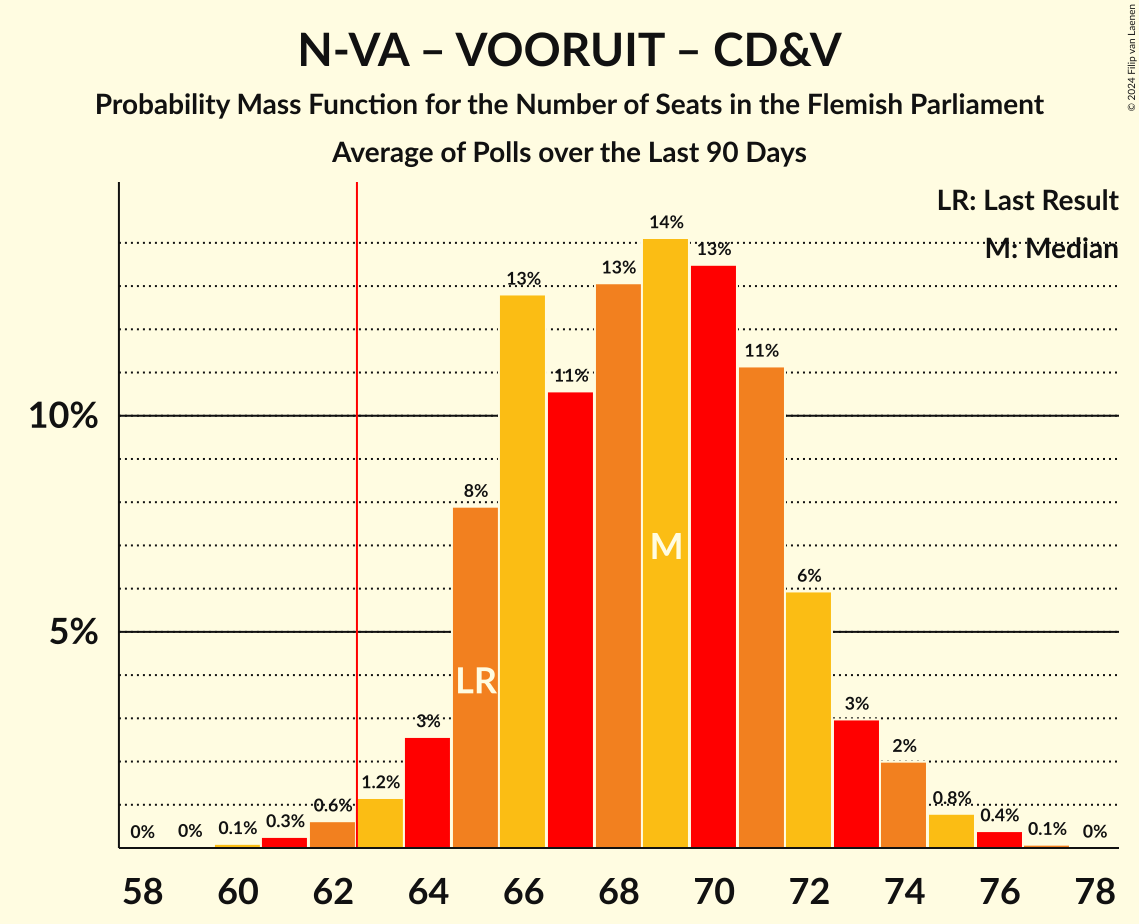 N-VA – VOORUIT – CD&V
Probability Mass Function for the Number of Seats in the Flemish Parliament
Average of Polls over the Last 90 Days
© 2024 Filip van Laenen
LR: Last Result
M: Median
10%
5%
0%
0%
0.1%
0.3%
0.6%
1.2%
3%
8%
13%
11%
13%
14%
13%
11%
6%
3%
2%
0.8%
0.4%
0.1%
0%
LR
M
58 60 62 64 66 68 70 72 74 76 78